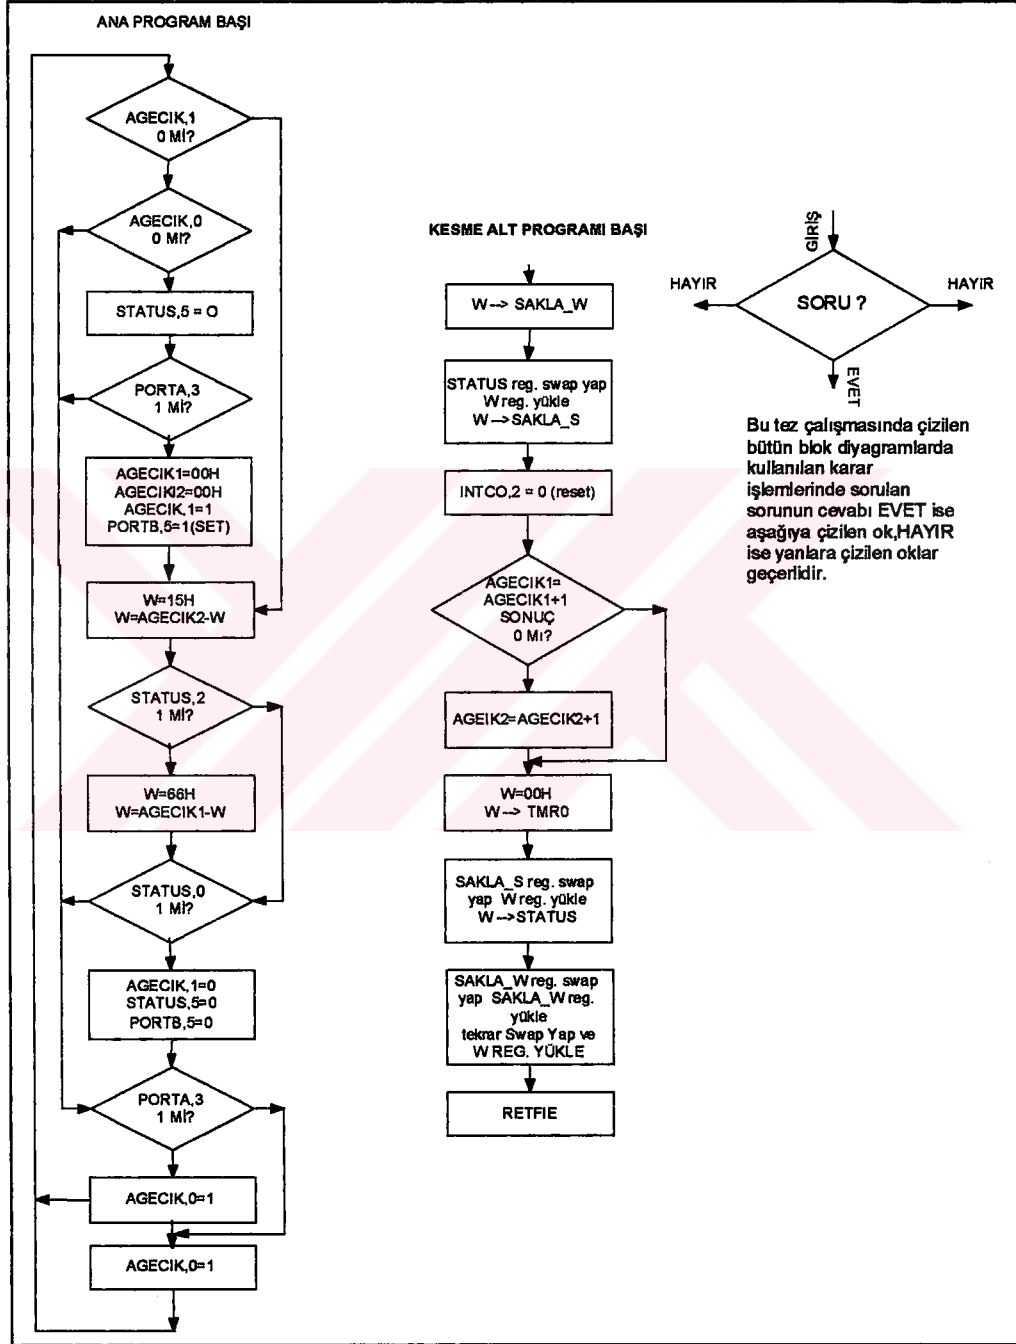 ANA PROGRAM BAŞI
AGECIK,1
0 Mİ?
AGECIK,0
0 Mİ?
STATUS,5 = O
PORTA,3
1 Mİ?
AGECIK1=00H
AGECIKI2=00H
AGECIK,1=1
PORTB,5=1(SET)
W=15H
W=AGECIK2-W
STATUS,2
1 Mİ?
W=66H
W=AGECIK1-W
STATUS,0
1 Mİ?
AGECIK,1=0
STATUS,5=0
PORTB,5=0
PORTA,3
1 Mİ?
AGECIK,0=1
AGECIK,0=1
KESME ALT PROGRAMI BAŞI
W--> SAKLA_W
STATUS reg. swap yap
W reg. yükle
W-->SAKLA_S
INTCO,2 = 0 (reset)
AGECIK1=
AGECIK1+1
SONUÇ
0 Mı?
AGEIK2=AGECIK2+1
W=00H
W--> TMR0
SAKLA_S reg. swap
yap W reg. yükle
W-->STATUS
SAKLA_W reg. swap
yap SAKLA_W reg.
yükle
tekrar Swap Yap ve
W REG. YÜKLE
RETFIE
GİRİŞ
HAYIR
SORU ?
HAYIR
EVET
Bu tez çalışmasında çizilen
bütün blok diyagramlarda
kullanılan karar
işlemlerinde sorulan
sorunun cevabı EVET ise
aşağıya çizilen ok,HAYIR
ise yanlara çizilen oklar
geçerlidir.